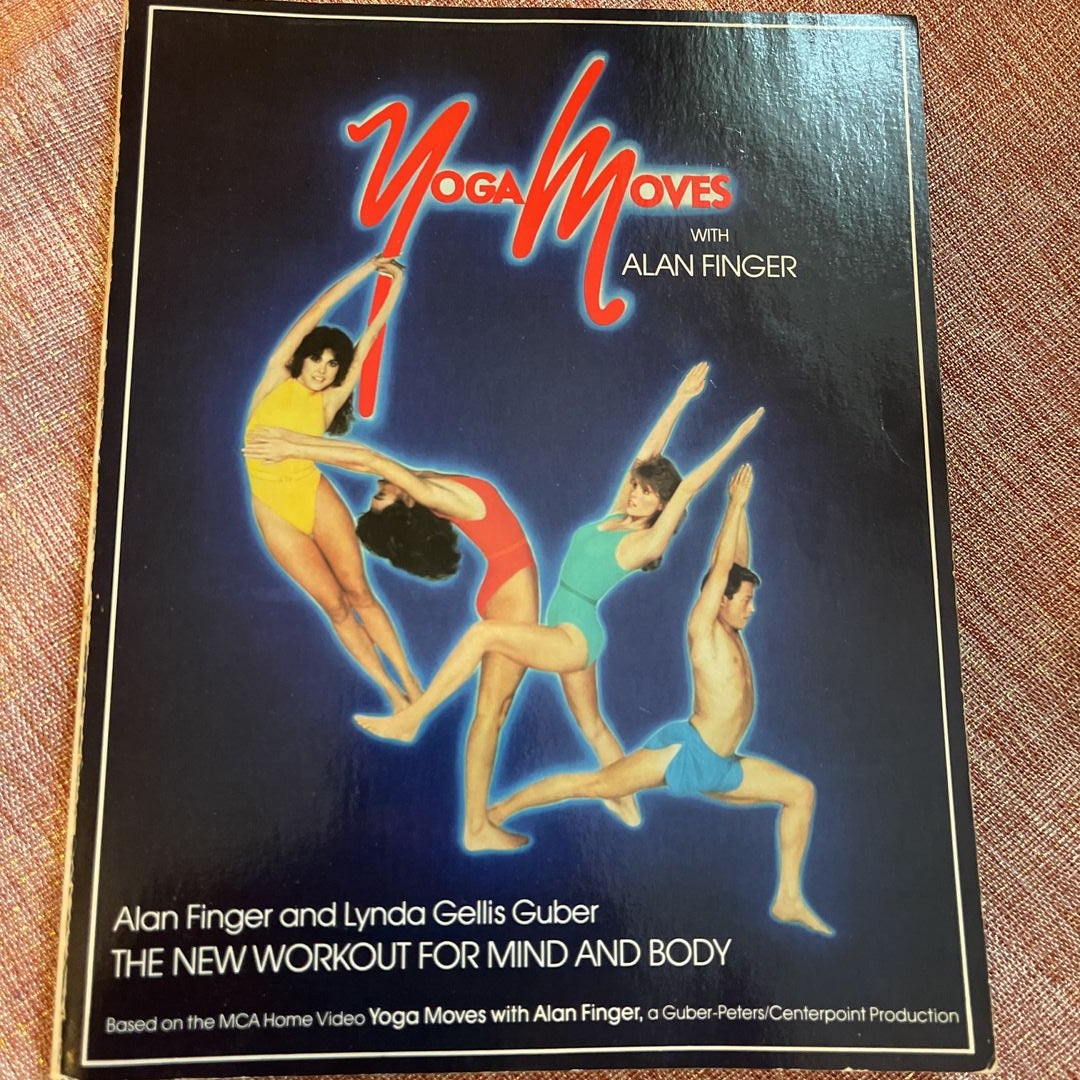 Yoga Moves
WITH
ALAN FINGER
Alan Finger and Lynda Gellis Guber
THE NEW WORKOUT FOR MIND AND BODY
Based on the MCA Home Video Yoga Moves with Alan Finger, a Guber-Peters/Centerpoint Production